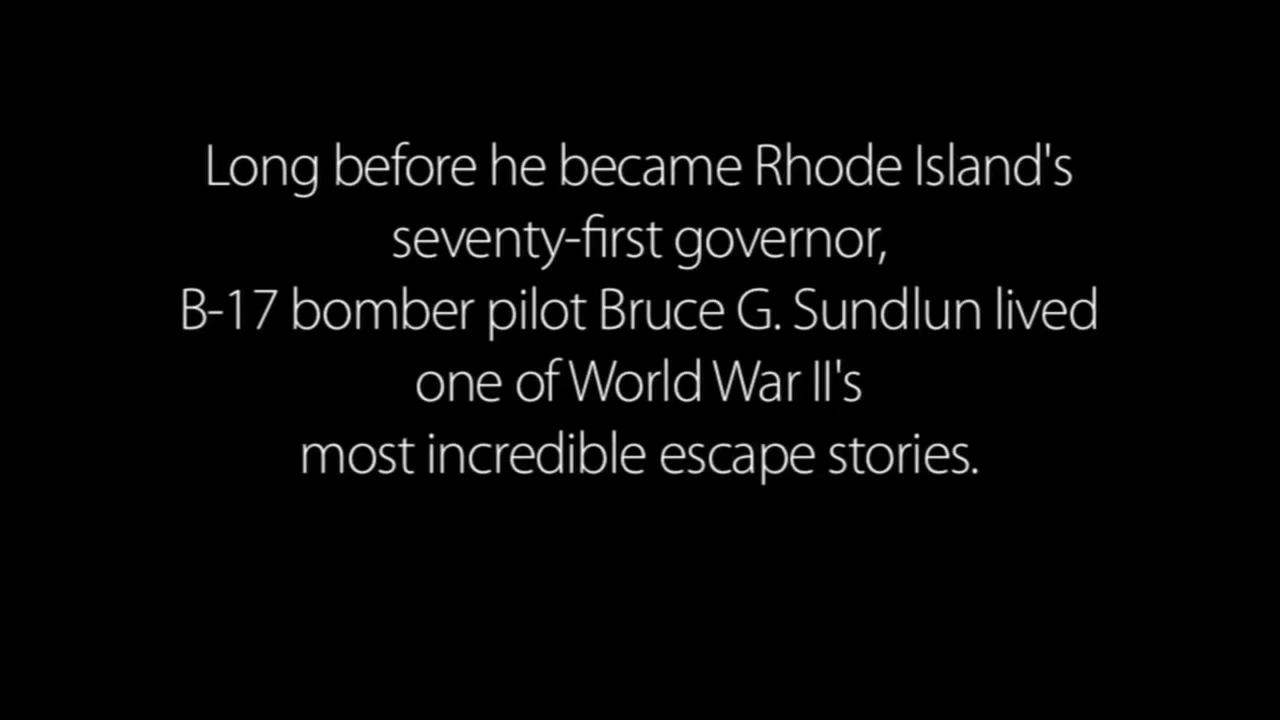 Long before he became Rhode Island's
seventy-first governor,
B-17 bomber pilot Bruce G. Sundlun lived
one of World War II's
most incredible escape stories.